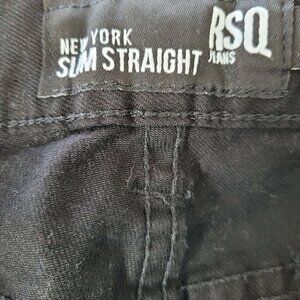 NEW YORK
SLIM STRAIGHT
RSQ
JEANS